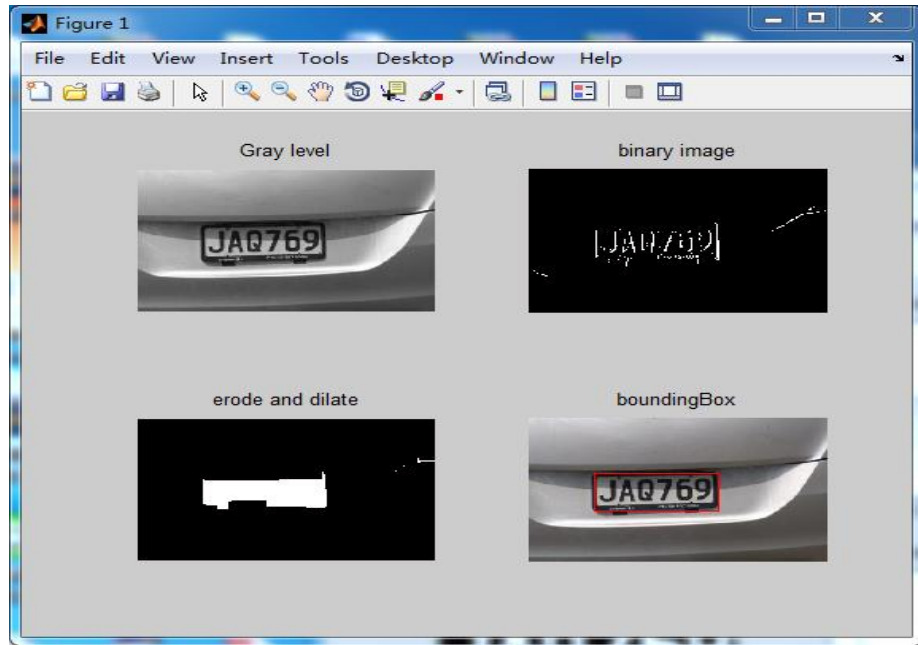 Figure 1
File Edit View Insert Tools Desktop Window Help
Gray level
binary image
JAQ769
JAQ769
erode and dilate
boundingBox
JAQ769